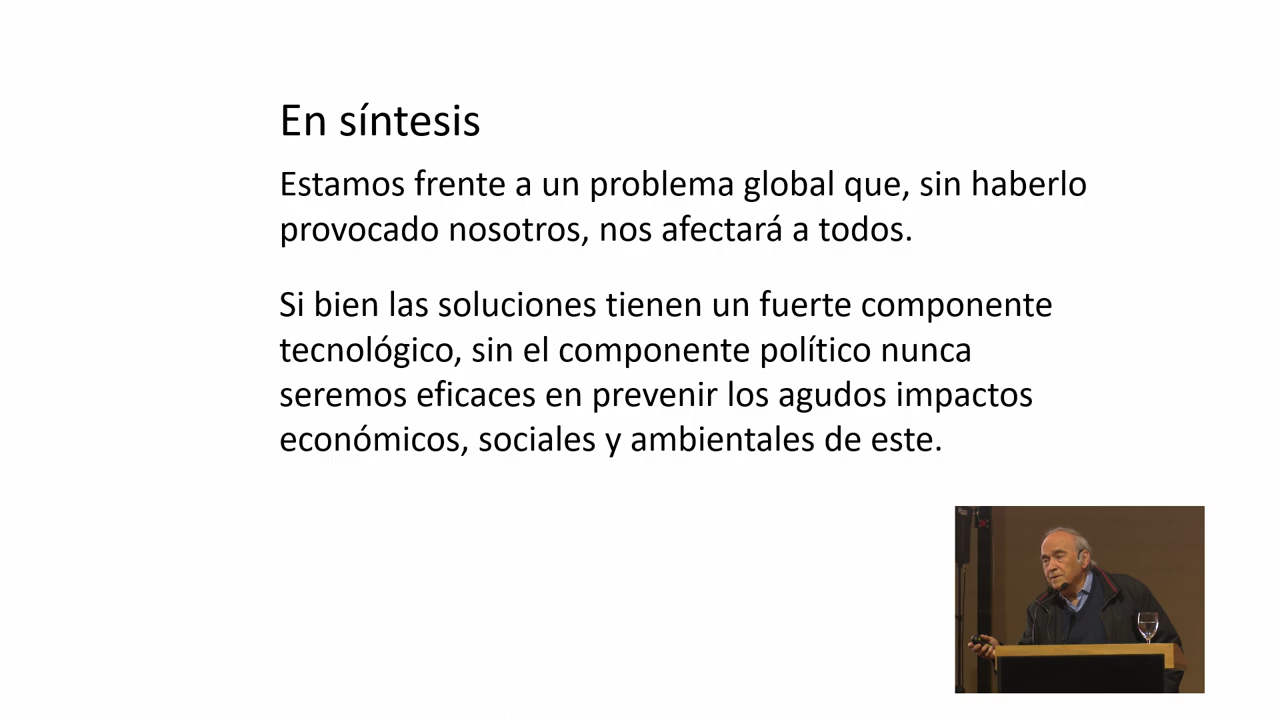 En síntesis
Estamos frente a un problema global que, sin haberlo
provocado nosotros, nos afectará a todos.
Si bien las soluciones tienen un fuerte componente
tecnológico, sin el componente político nunca
seremos eficaces en prevenir los agudos impactos
económicos, sociales y ambientales de este.